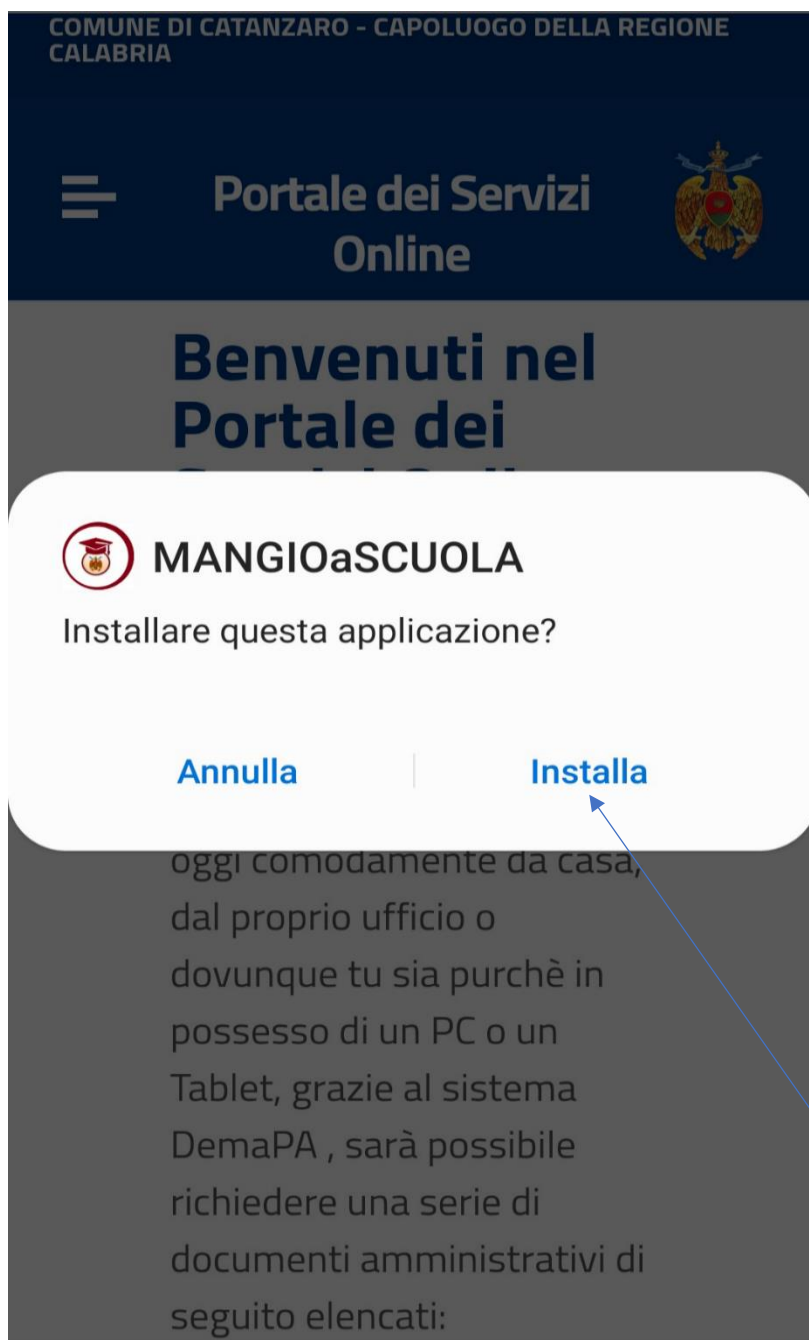 COMUNE DI CATANZARO - CAPOLUOGO DELLA REGIONE
CALABRIA
Portale dei Servizi
Online
Benvenuti nel
Portale dei
MANGIOaSCUOLA
Installare questa applicazione?
Annulla
Installa
oggi comodamente da casa,
dal proprio ufficio o
dovunque tu sia purchè in
possesso di un PC o un
Tablet, grazie al sistema
DemaPA , sarà possibile
richiedere una serie di
documenti amministrativi di
seguito elencati: